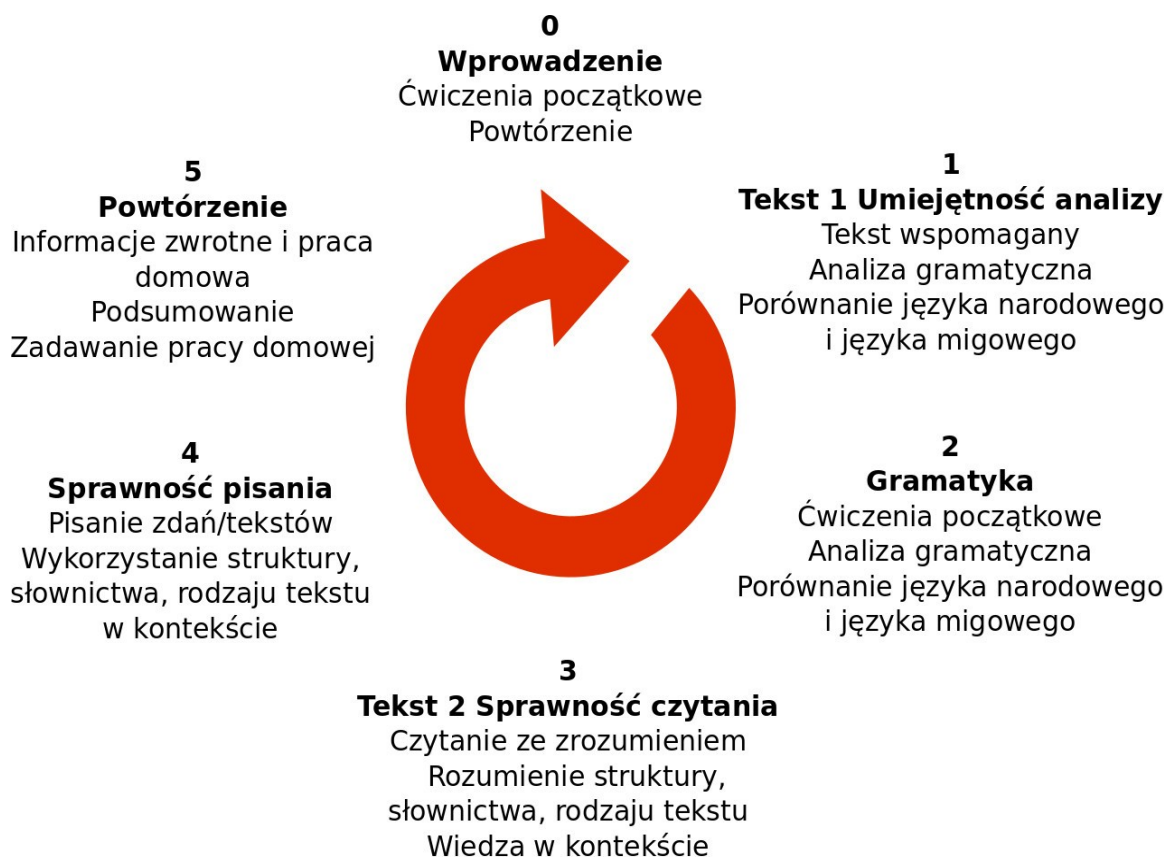 0
Wprowadzenie
Ćwiczenia początkowe
Powtórzenie
1
Tekst 1 Umiejętność analizy
Tekst wspomagany
Analiza gramatyczna
Porównanie języka narodowego
i języka migowego
2
Gramatyka
Ćwiczenia początkowe
Analiza gramatyczna
Porównanie języka narodowego
i języka migowego
3
Tekst 2 Sprawność czytania
Czytanie ze zrozumieniem
Rozumienie struktury,
słownictwa, rodzaju tekstu
Wiedza w kontekście
4
Sprawność pisania
Pisanie zdań/tekstów
Wykorzystanie struktury,
słownictwa, rodzaju tekstu
w kontekście
5
Powtórzenie
Informacje zwrotne i praca
domowa
Podsumowanie
Zadawanie pracy domowej